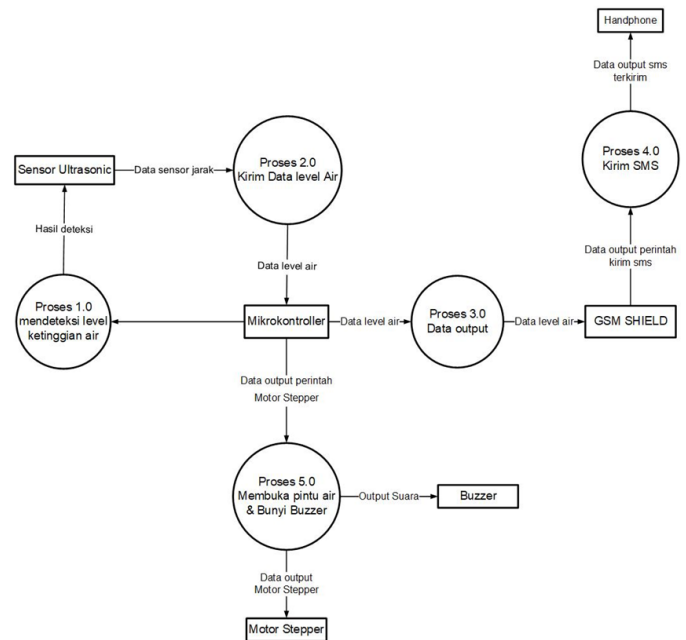 Handphone
Data output sms
terkirim
Proses 4.0
Kirim SMS
Proses 2.0
Kirim Data level Air
Sensor Ultrasonic
Data sensor jarak
Hasil deteksi
Data output perintah
kirim sms
Data level air
Proses 1.0
mendeteksi level
ketinggian air
Mikrokontroller
Data level air
Proses 3.0
Data output
Data level air
GSM SHIELD
Data output perintah
Motor Stepper
Proses 5.0
Membuka pintu air
& Bunyi Buzzer
Output Suara
Buzzer
Data output
Motor Stepper
Motor Stepper